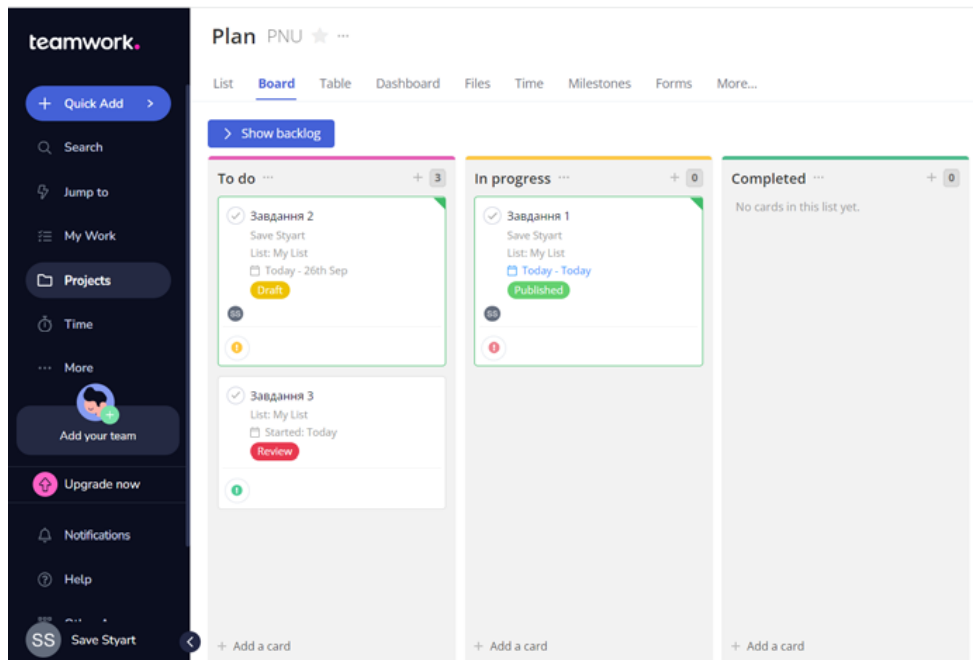 teamwork.
Quick Add
Search
Jump to
My Work
Projects
Time
More
Add your team
Upgrade now
Notifications
Help
SS Save Styart
Plan PNU
List Board Table Dashboard Files Time Milestones Forms More...
Show backlog
To do ··· + 3
Завдання 2
Save Styart
List: My List
Today - 26th Sep
Draft
SS
Завдання 3
List: My List
Started: Today
Review
+ Add a card
In progress ··· + 0
Завдання 1
Save Styart
List: My List
Today - Today
Published
SS
+ Add a card
Completed ··· + 0
No cards in this list yet.
+ Add a card